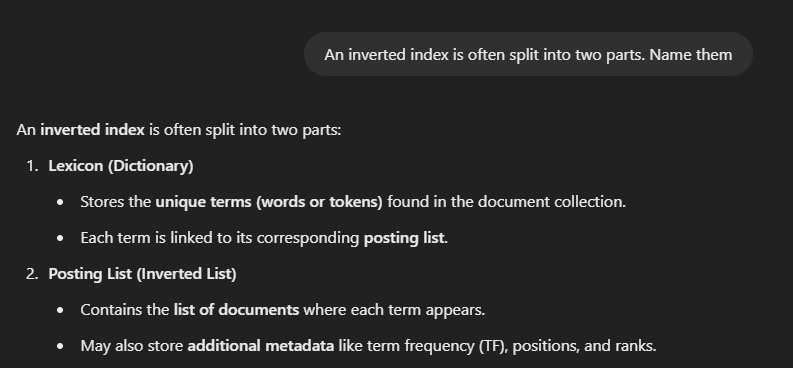 An inverted index is often split into two parts. Name them
An inverted index is often split into two parts:
1. Lexicon (Dictionary)
• Stores the unique terms (words or tokens) found in the document collection.
• Each term is linked to its corresponding posting list.
2. Posting List (Inverted List)
• Contains the list of documents where each term appears.
• May also store additional metadata like term frequency (TF), positions, and ranks.